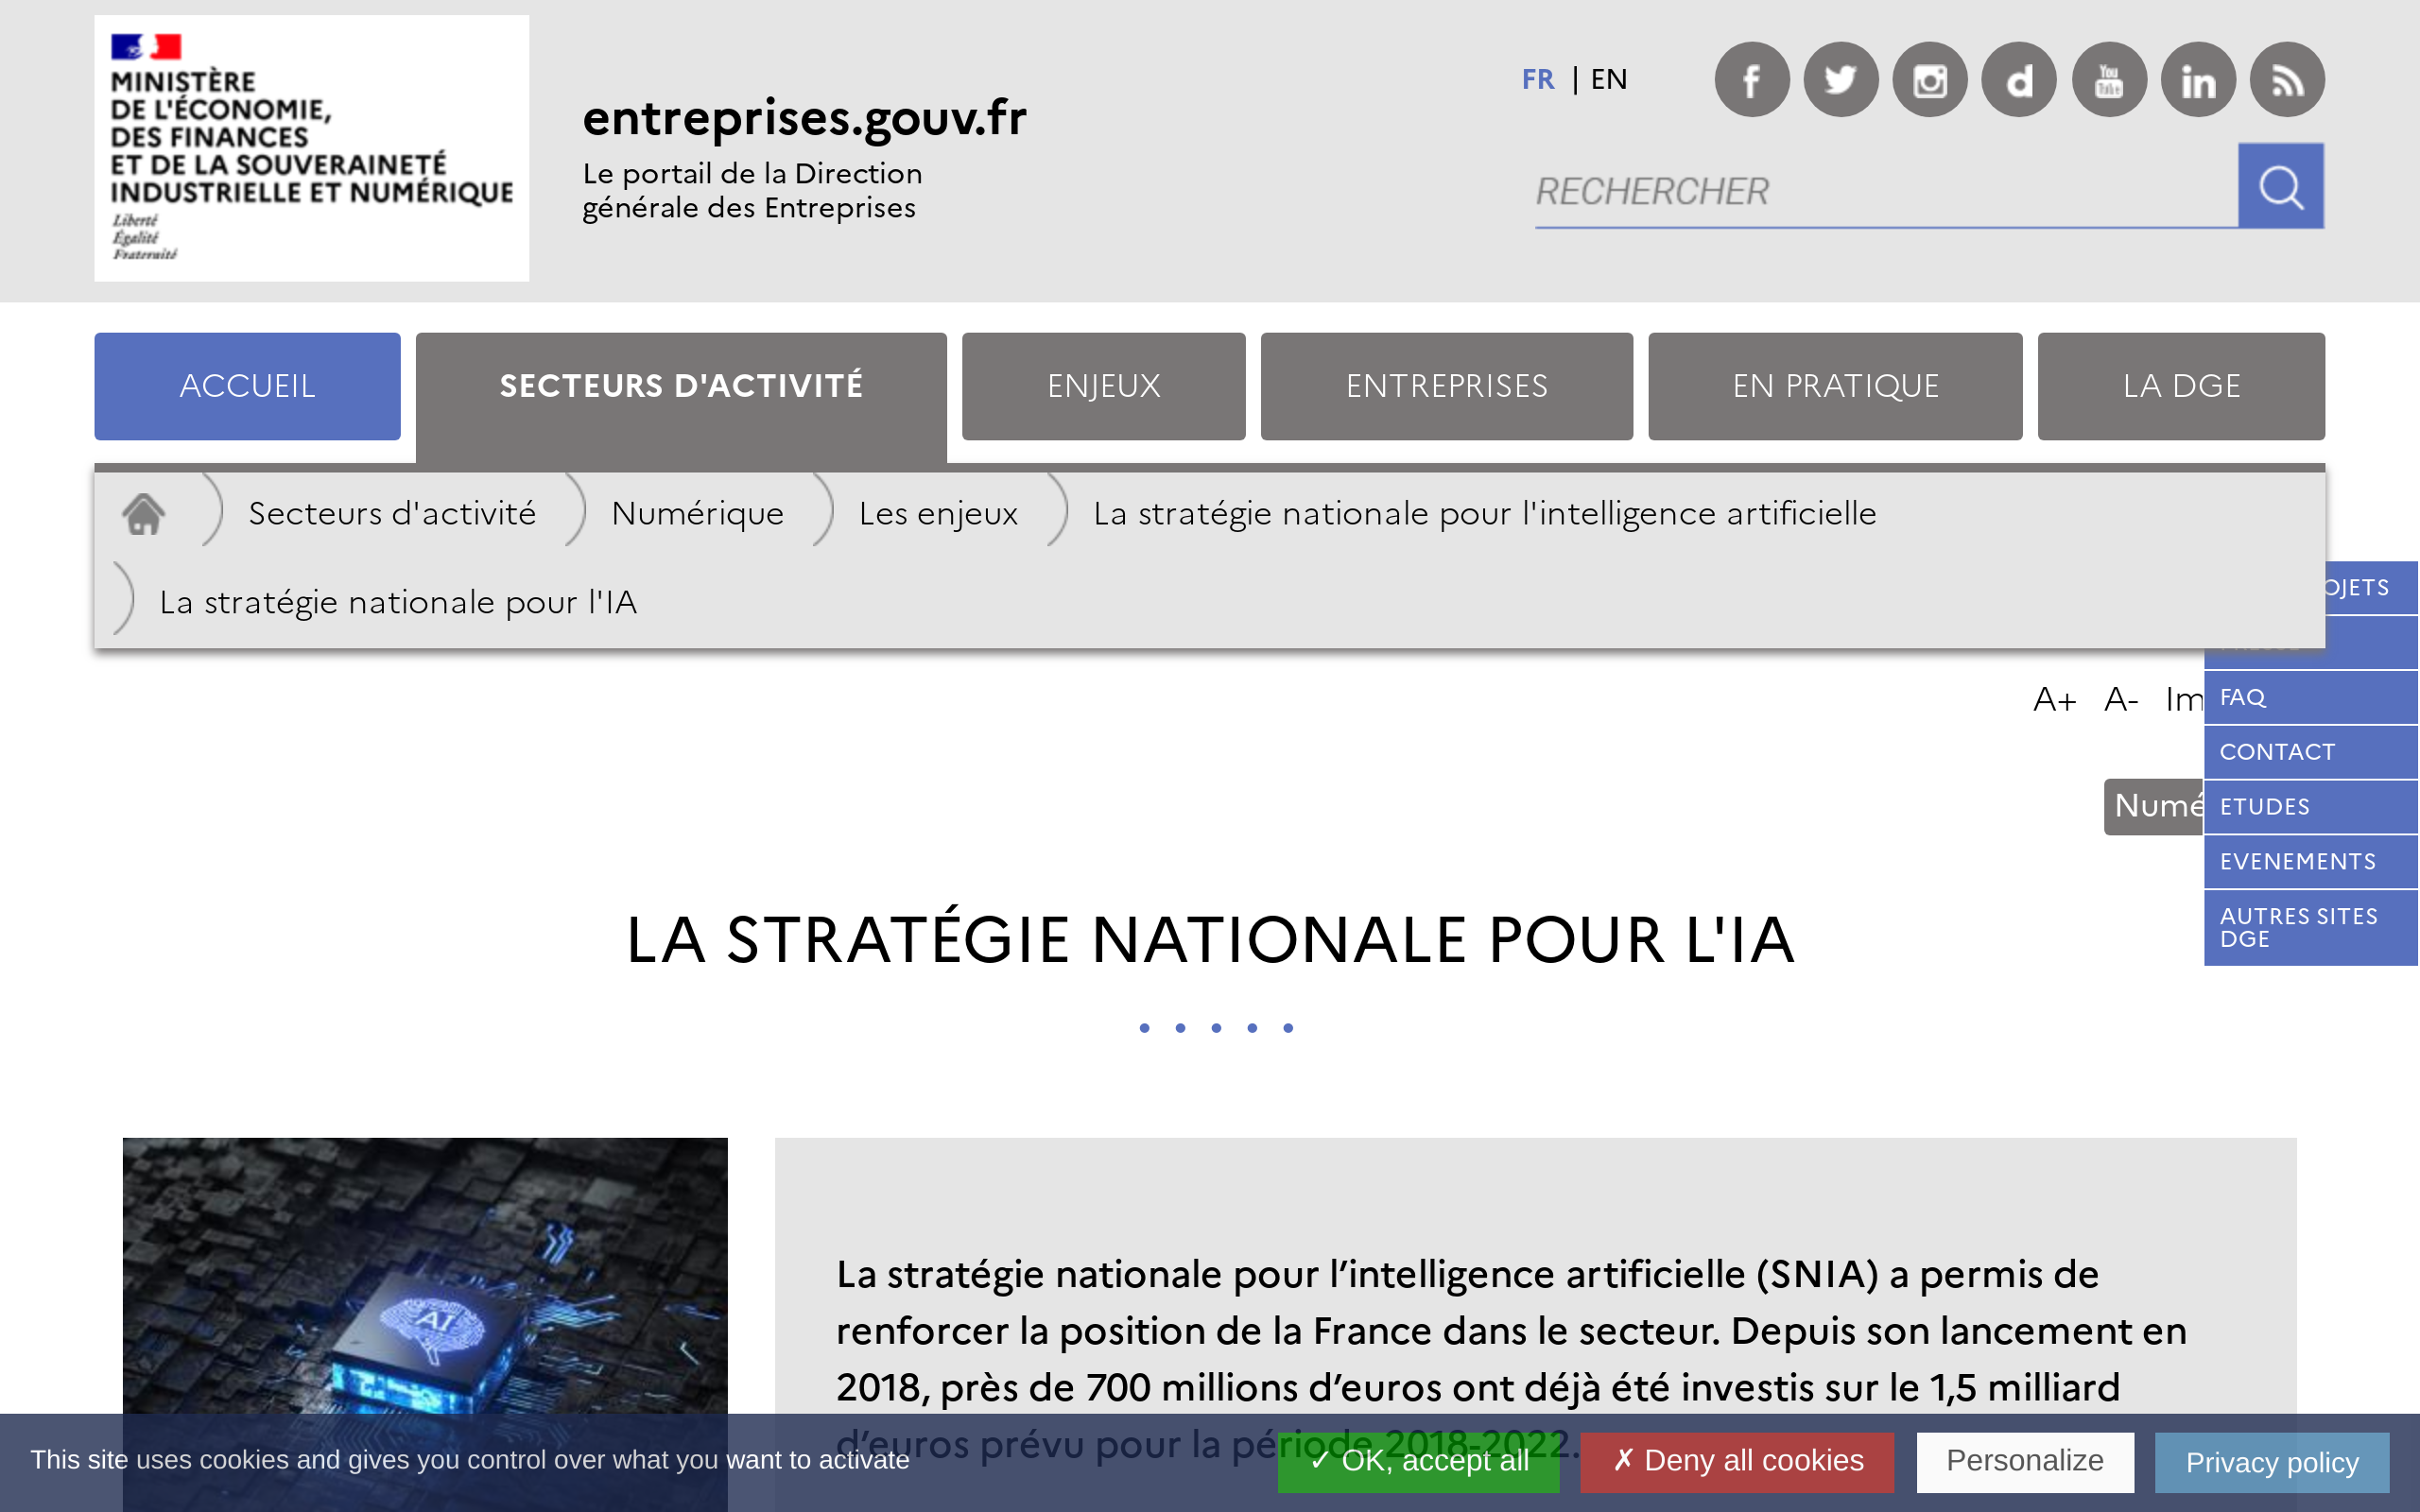 MINISTÈRE
DE L'ÉCONOMIE,
DES FINANCES
ET DE LA SOUVERAINETÉ
INDUSTRIELLE ET NUMÉRIQUE
Liberté
Égalité
Fraternité
entreprises.gouv.fr
Le portail de la Direction
générale des Entreprises
FR | EN
RECHERCHER
ACCUEIL
SECTEURS D'ACTIVITÉ
ENJEUX
ENTREPRISES
EN PRATIQUE
LA DGE
Secteurs d'activité
Numérique
Les enjeux
La stratégie nationale pour l'intelligence artificielle
La stratégie nationale pour l'IA
A+ A-
FAQ
CONTACT
ETUDES
EVENEMENTS
AUTRES SITES
DGE
LA STRATÉGIE NATIONALE POUR L'IA
AI
La stratégie nationale pour l’intelligence artificielle (SNIA) a permis de
renforcer la position de la France dans le secteur. Depuis son lancement en
2018, près de 700 millions d’euros ont déjà été investis sur le 1,5 milliard
d’euros prévu pour la période 2018-2022.
This site uses cookies and gives you control over what you want to activate
✓ OK, accept all
✗ Deny all cookies
Personalize
Privacy policy